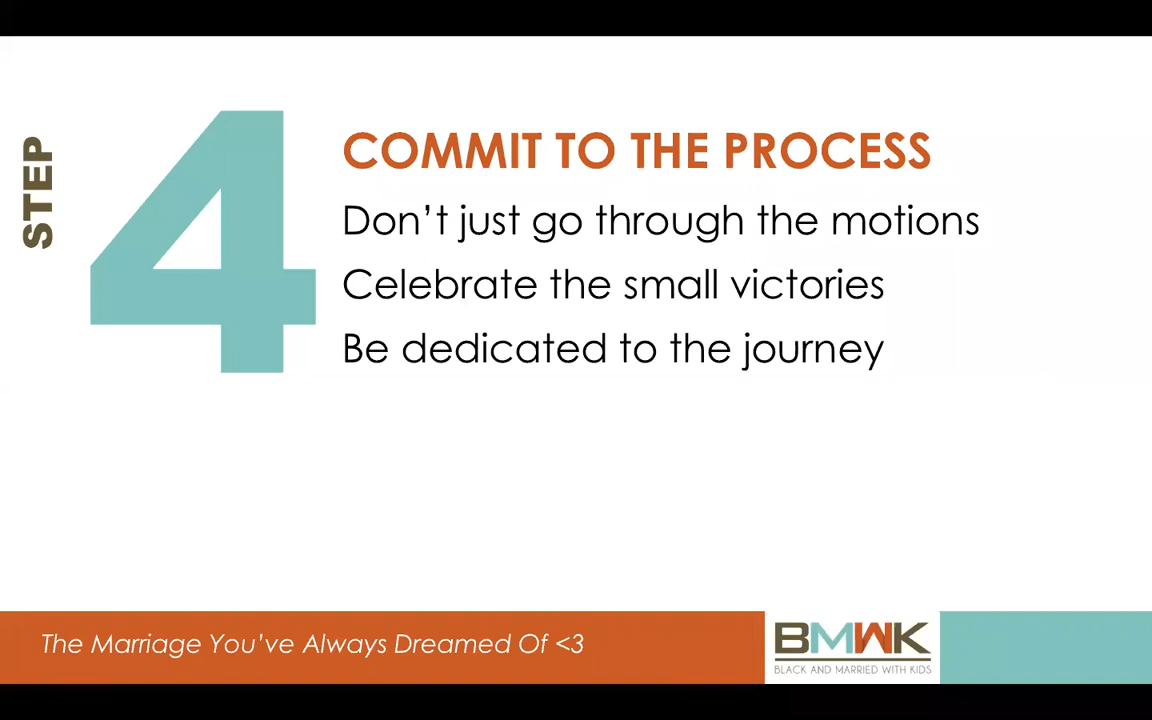 STEP
4
COMMIT TO THE PROCESS
Don’t just go through the motions
Celebrate the small victories
Be dedicated to the journey
The Marriage You’ve Always Dreamed Of <3
BMWK
BLACK AND MARRIED WITH KIDS